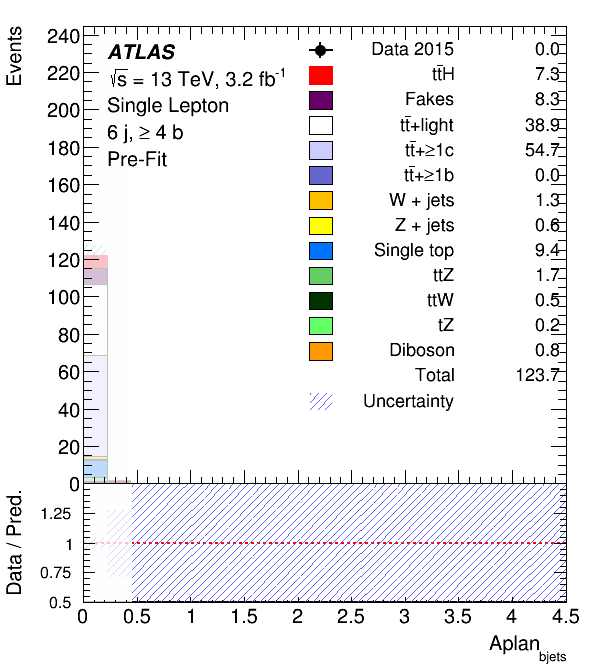 Events
240
220
200
180
160
140
120
100
80
60
40
20
0
ATLAS
√s = 13 TeV, 3.2 fb-1
Single Lepton
6 j, ≥ 4 b
Pre-Fit
Data 2015 0.0
tt̄H 7.3
Fakes 8.3
tt̄+light 38.9
tt̄+≥1c 54.7
tt̄+≥1b 0.0
W + jets 1.3
Z + jets 0.6
Single top 9.4
ttZ 1.7
ttW 0.5
tZ 0.2
Diboson 0.8
Total 123.7
Uncertainty
Data / Pred.
1.25
1
0.75
0.5
0 0.5 1 1.5 2 2.5 3 3.5 4 4.5
Aplanbjets